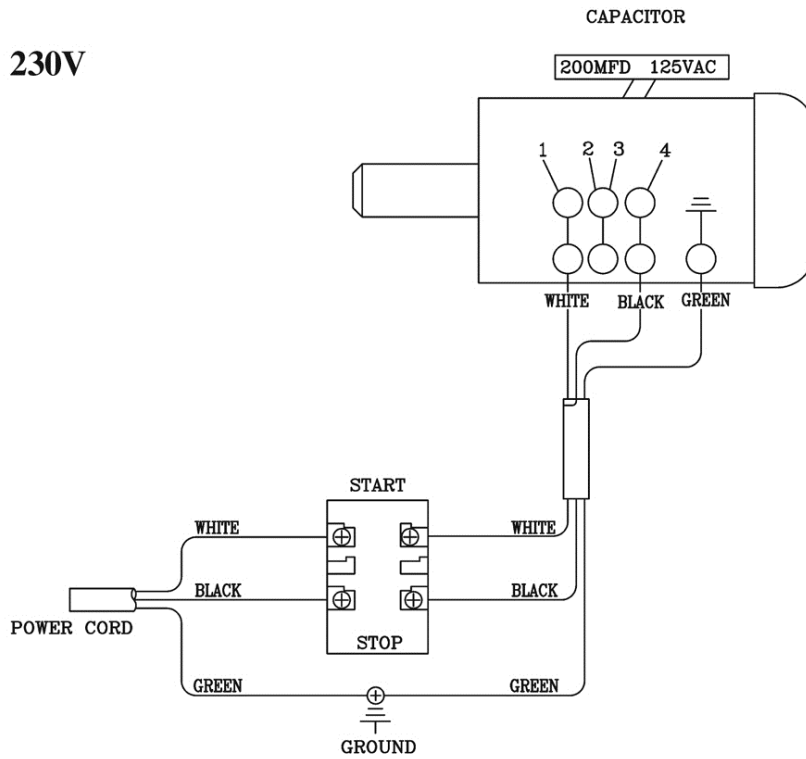 CAPACITOR
230V
200MFD 125VAC
1 2 3 4
WHITE BLACK GREEN
START
WHITE WHITE
BLACK BLACK
POWER CORD
STOP
GREEN GREEN
GROUND